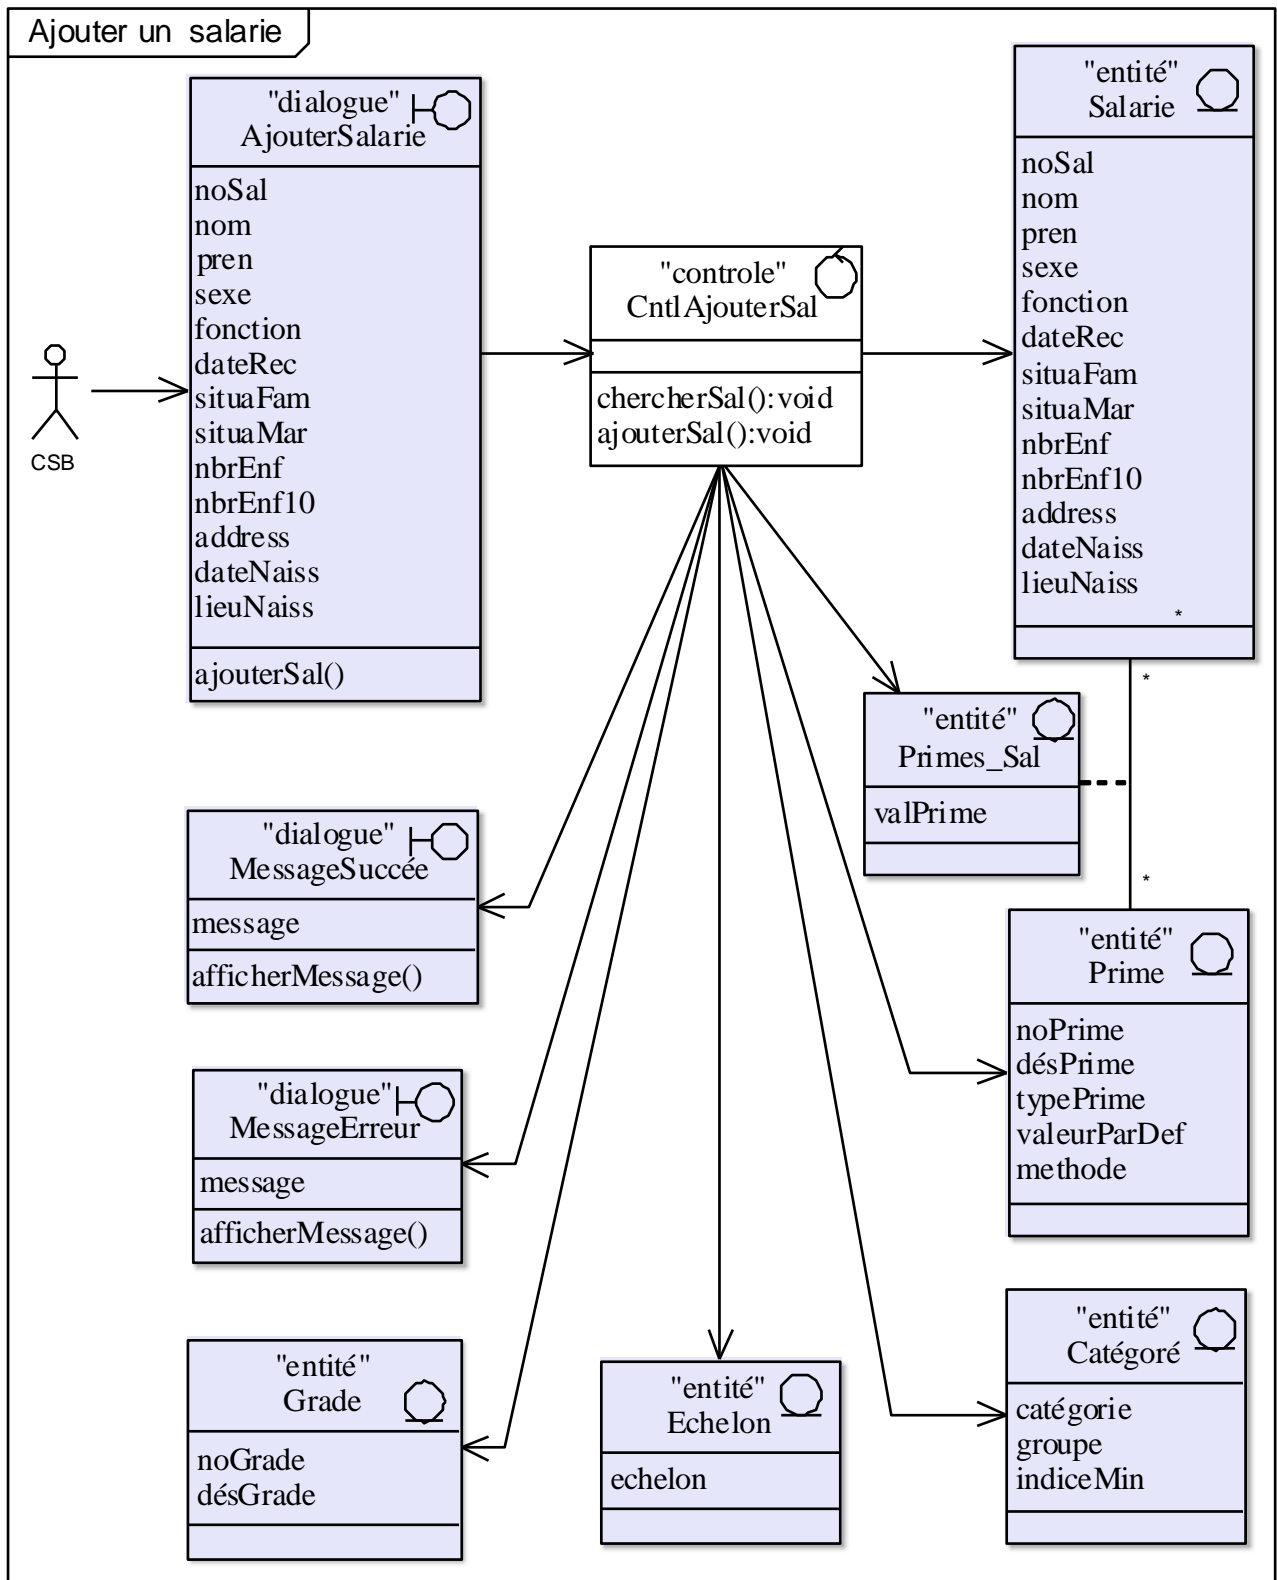 Ajouter un salarie
"dialogue"
AjouterSalarie
noSal
nom
pren
sexe
fonction
dateRec
situaFam
situaMar
nbrEnf
nbrEnf10
address
dateNaiss
lieuNaiss
ajouterSal()
CSB
"controle"
CntlAjouterSal
chercherSal():void
ajouterSal():void
"entité"
Salarie
noSal
nom
pren
sexe
fonction
dateRec
situaFam
situaMar
nbrEnf
nbrEnf10
address
dateNaiss
lieuNaiss
*
*
"entité"
Primes_Sal
valPrime
*
"dialogue"
MessageSuccée
message
afficherMessage()
"entité"
Prime
noPrime
désPrime
typePrime
valeurParDef
methode
"dialogue"
MessageErreur
message
afficherMessage()
"entité"
Grade
noGrade
désGrade
"entité"
Echelon
echelon
"entité"
Catégoré
catégorie
groupe
indiceMin